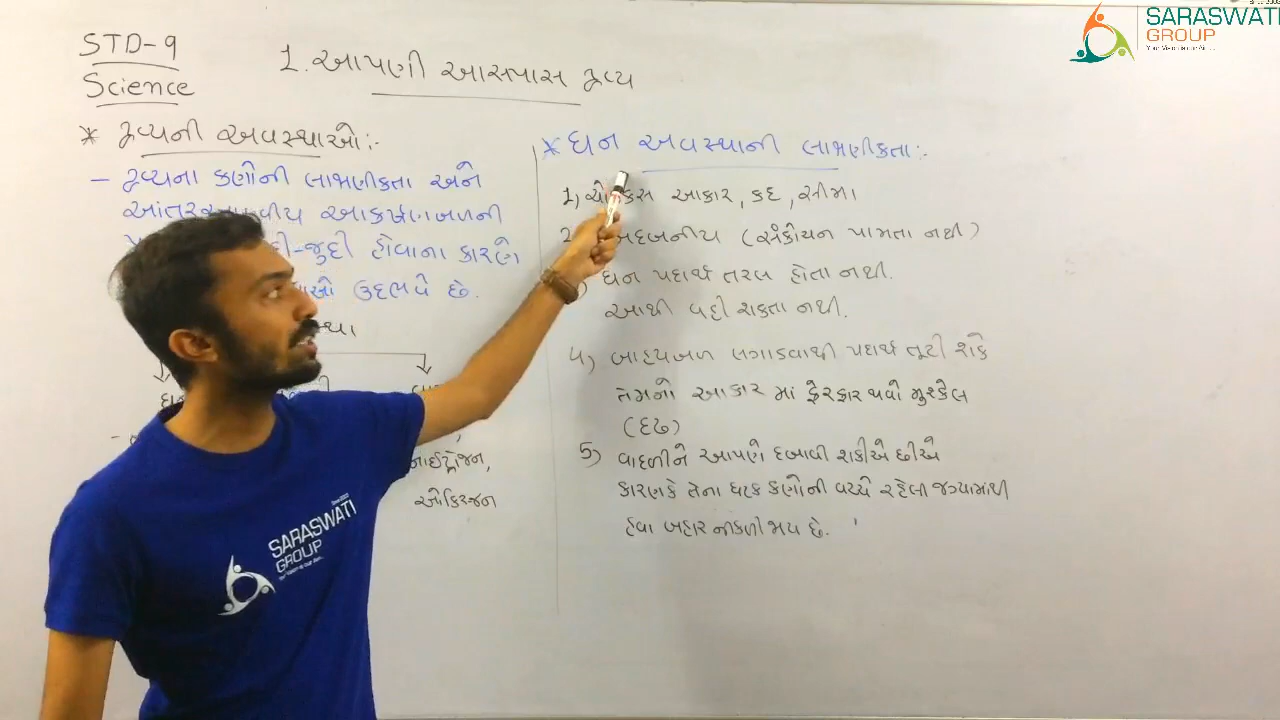 STD-9
Science
1. આપણી આસપાસ દ્રવ્ય
* દ્રવ્યની અવસ્થાઓ:-
- દ્રવ્યના કણોની લાક્ષણીકતા અને
આકર્ષણબળની
જુદી હોવાના કારણે
ઉદ્દભવે છે.
નાઈટ્રોજન,
ઓક્સિજન
* ઘન અવસ્થાની લાક્ષણીકતા:-
1) આકાર, કદ, સીમા
(સંકોચન પામતા નથી)
ઘન પદાર્થ તરલ હોતા નથી.
આથી વહી શકતા નથી.
4) બાહ્યબળ લગાડવાથી પદાર્થ તૂટી શકે
તેમનો આકાર માં ફેરફાર થવો મુશ્કેલ
(દૃઢ)
5) વાદળીને આપણે દબાવી શકીએ છીએ
કારણકે તેના ઘટક કણોની વચ્ચે રહેલી જગ્યામાંથી
હવા બહાર નીકળી જાય છે.
SARASWATI
GROUP
SARASWATI
GROUP